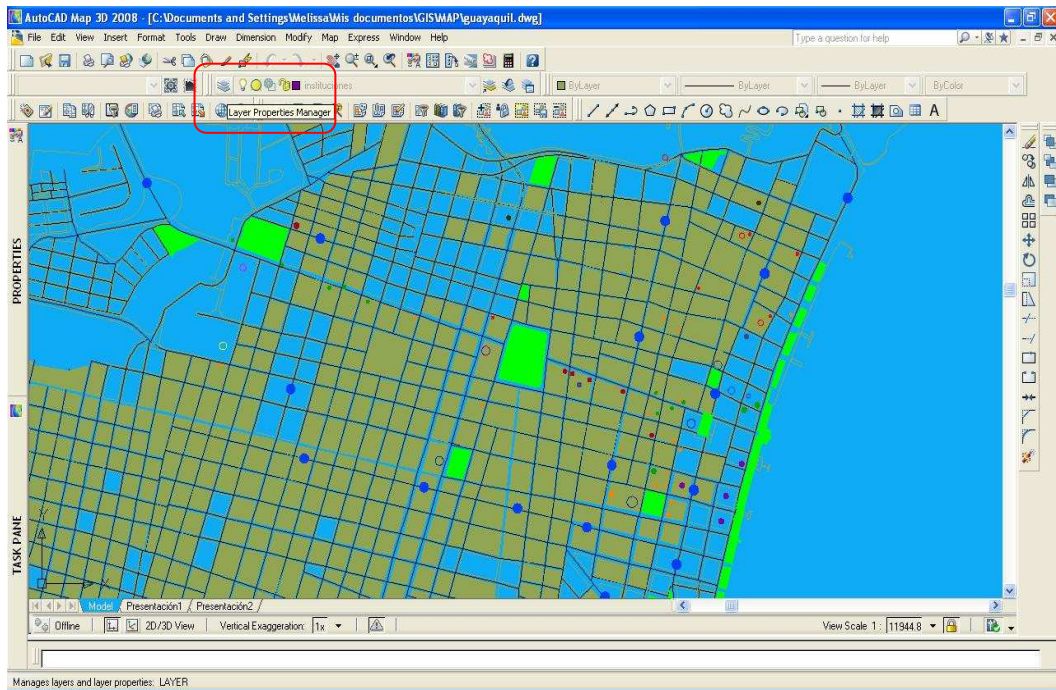 AutoCAD Map 3D 2008 - [C:\Documents and Settings\Melissa\Mis documentos\GIS\MAP\guayaquil.dwg]
File Edit View Insert Format Tools Draw Dimension Modify Map Express Window Help Type a question for help
instituciones ByLayer ByLayer ByLayer ByColor
Layer Properties Manager A
PROPERTIES
TASK PANE
Y
X
Model Presentación1 Presentación2
Offline 2D/3D View Vertical Exaggeration: 1x View Scale 1 : 11944.8
Manages layers and layer properties: LAYER